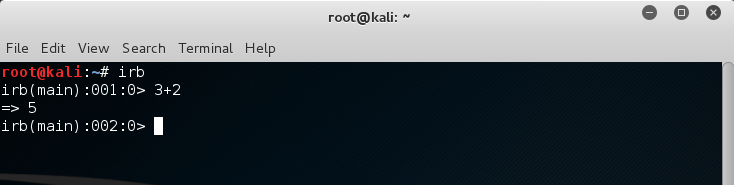 root@kali: ~
File Edit View Search Terminal Help
root@kali:~# irb
irb(main):001:0> 3+2
=> 5
irb(main):002:0>